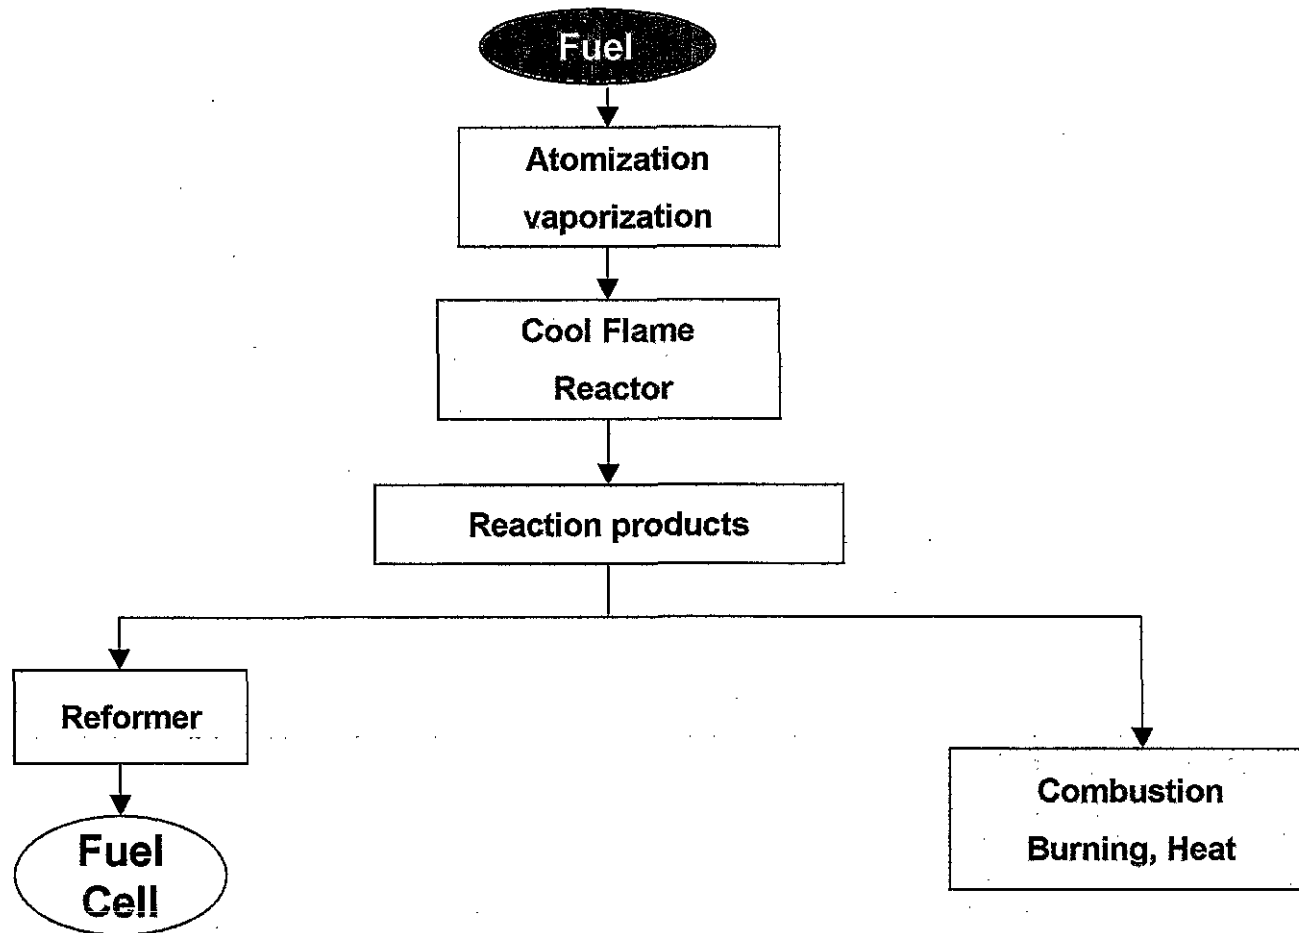 Fuel
Atomization
vaporization
Cool Flame
Reactor
Reaction products
Reformer
Fuel
Cell
Combustion
Burning, Heat